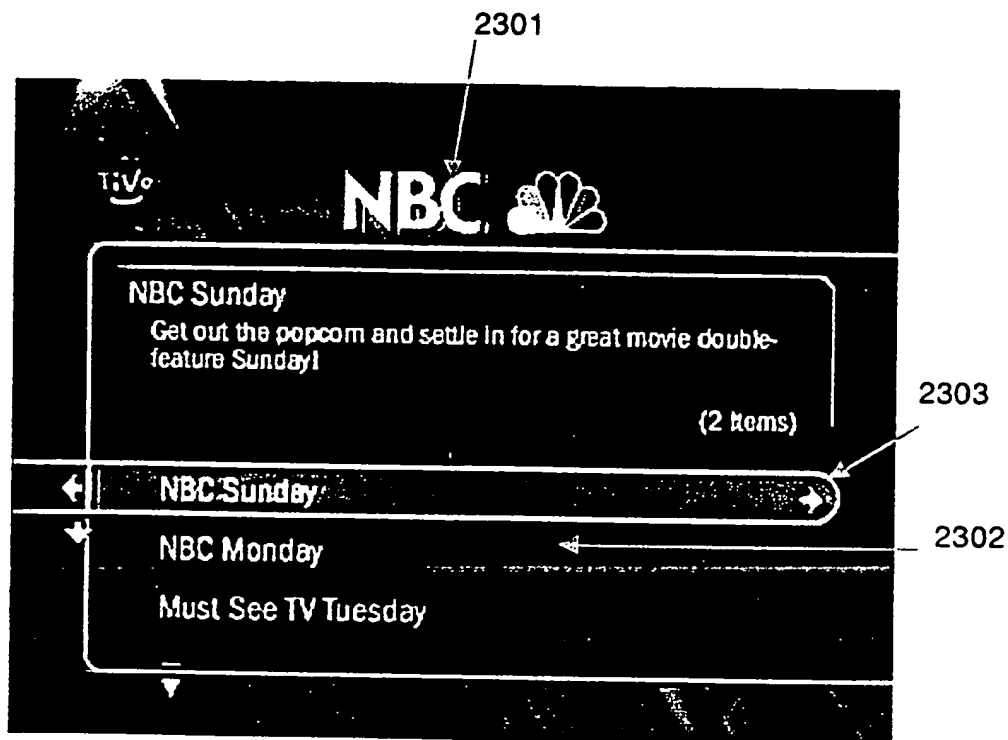 2301
TiVo
NBC
NBC Sunday
Get out the popcorn and settle in for a great movie double-
feature Sunday!
(2 Items)
2303
NBC Sunday
NBC Monday
2302
Must See TV Tuesday